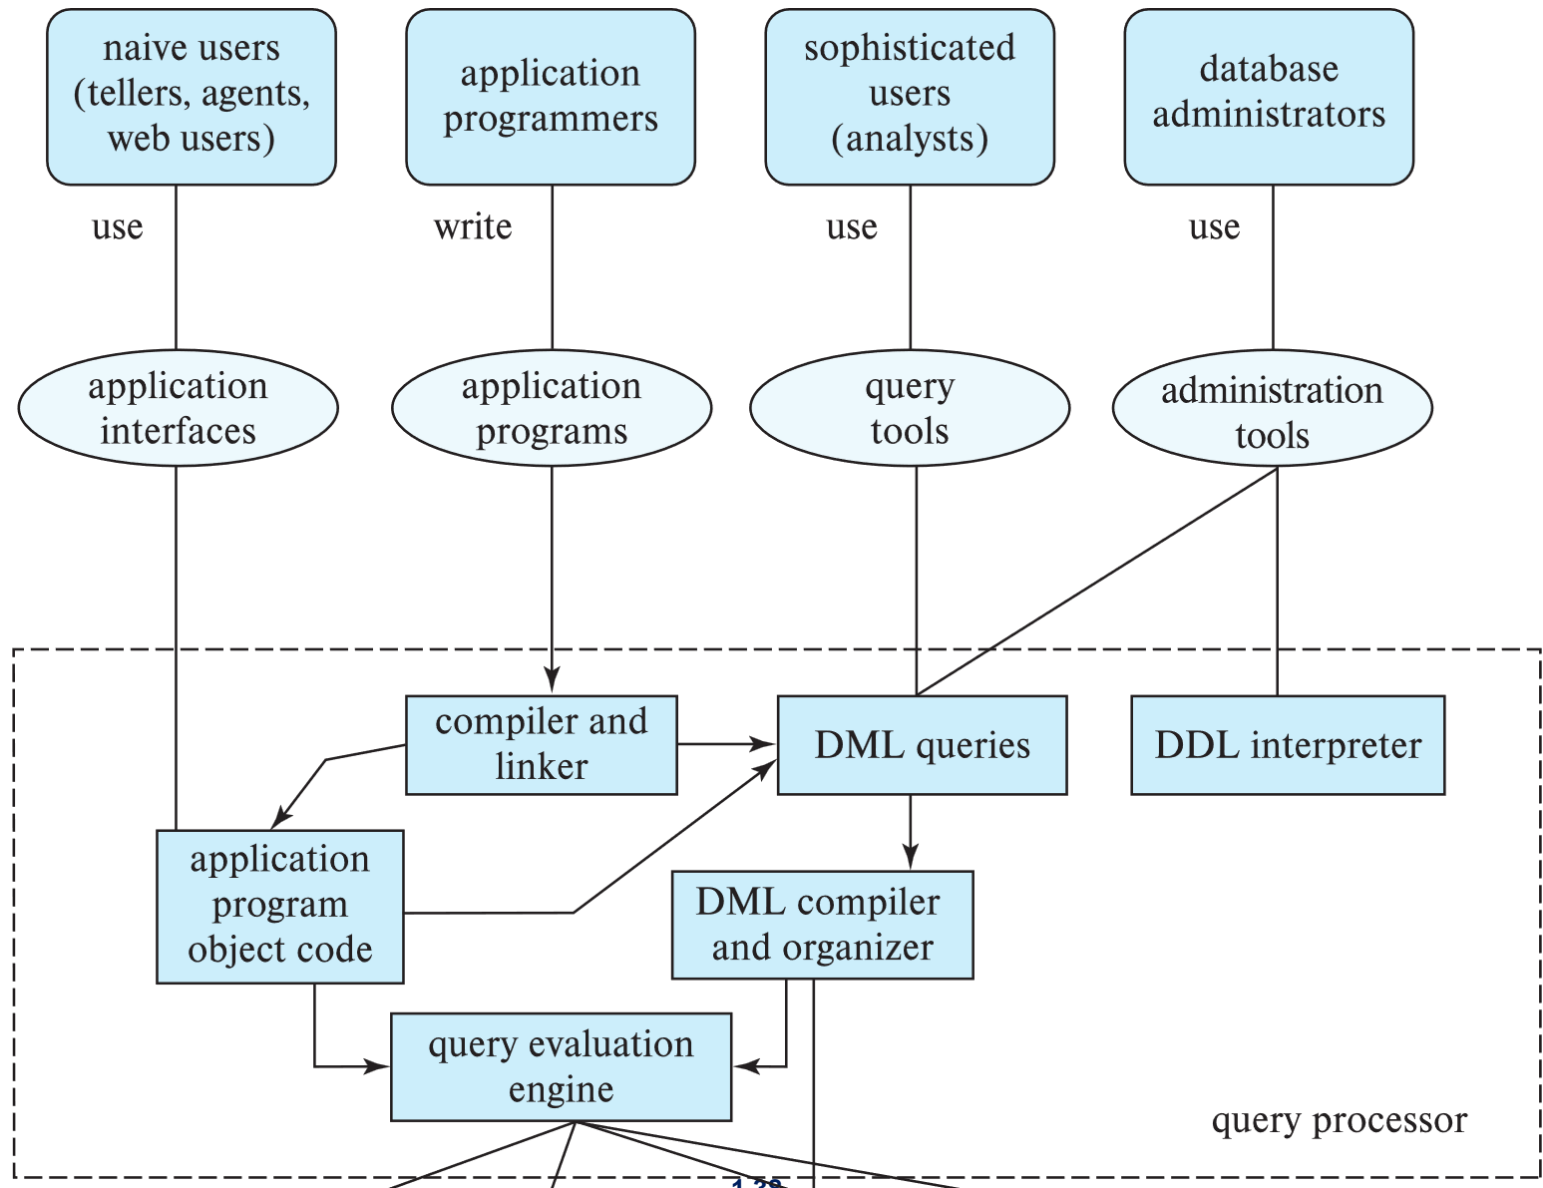 naive users
(tellers, agents,
web users)
application
programmers
sophisticated
users
(analysts)
database
administrators
use
write
use
use
application
interfaces
application
programs
query
tools
administration
tools
compiler and
linker
DML queries
DDL interpreter
application
program
object code
DML compiler
and organizer
query evaluation
engine
query processor